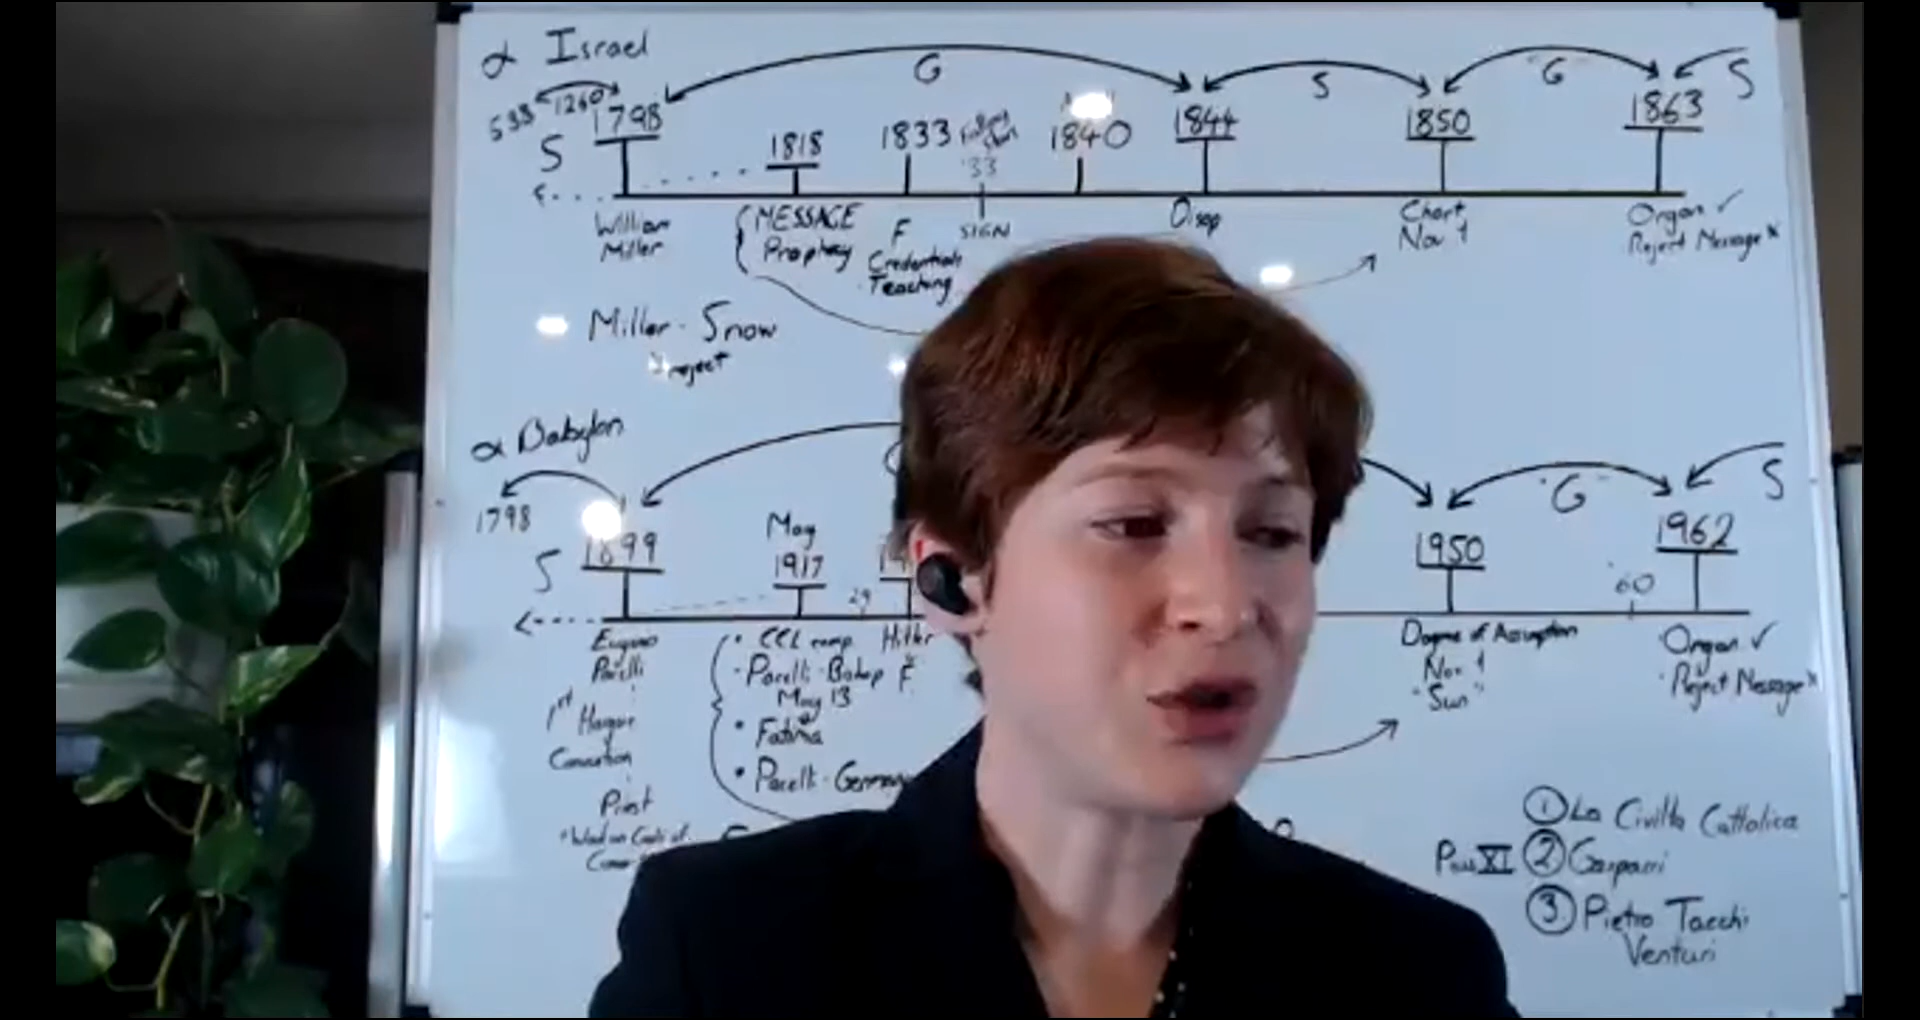 α Israel
G
S
"G"
S
538
1260
1798
S
1818
1833
'33
1840
1844
1850
1863
William
Miller
MESSAGE
Prophecy
F
Credentials
Teaching
SIGN
Disap
Chart
Nov 1
Organ ✓
Reject Message x
Miller - Snow
reject
α Babylon
"G"
S
1798
S
1899
May
1917
29
19
1950
'60
1962
Eugenio
Pacelli
1st Hague
Convention
Priest
• CCL comp
Hitler
- Pacelli - Bishop
F
May 13
• Fatima
• Pacelli - Germany
Dogma of Assumption
Nov 1
"Sun"
Organ ✓
Reject Message x
① La Civilta Cattolica
Pius XI ② Gasparri
③ Pietro Tacchi
Venturi